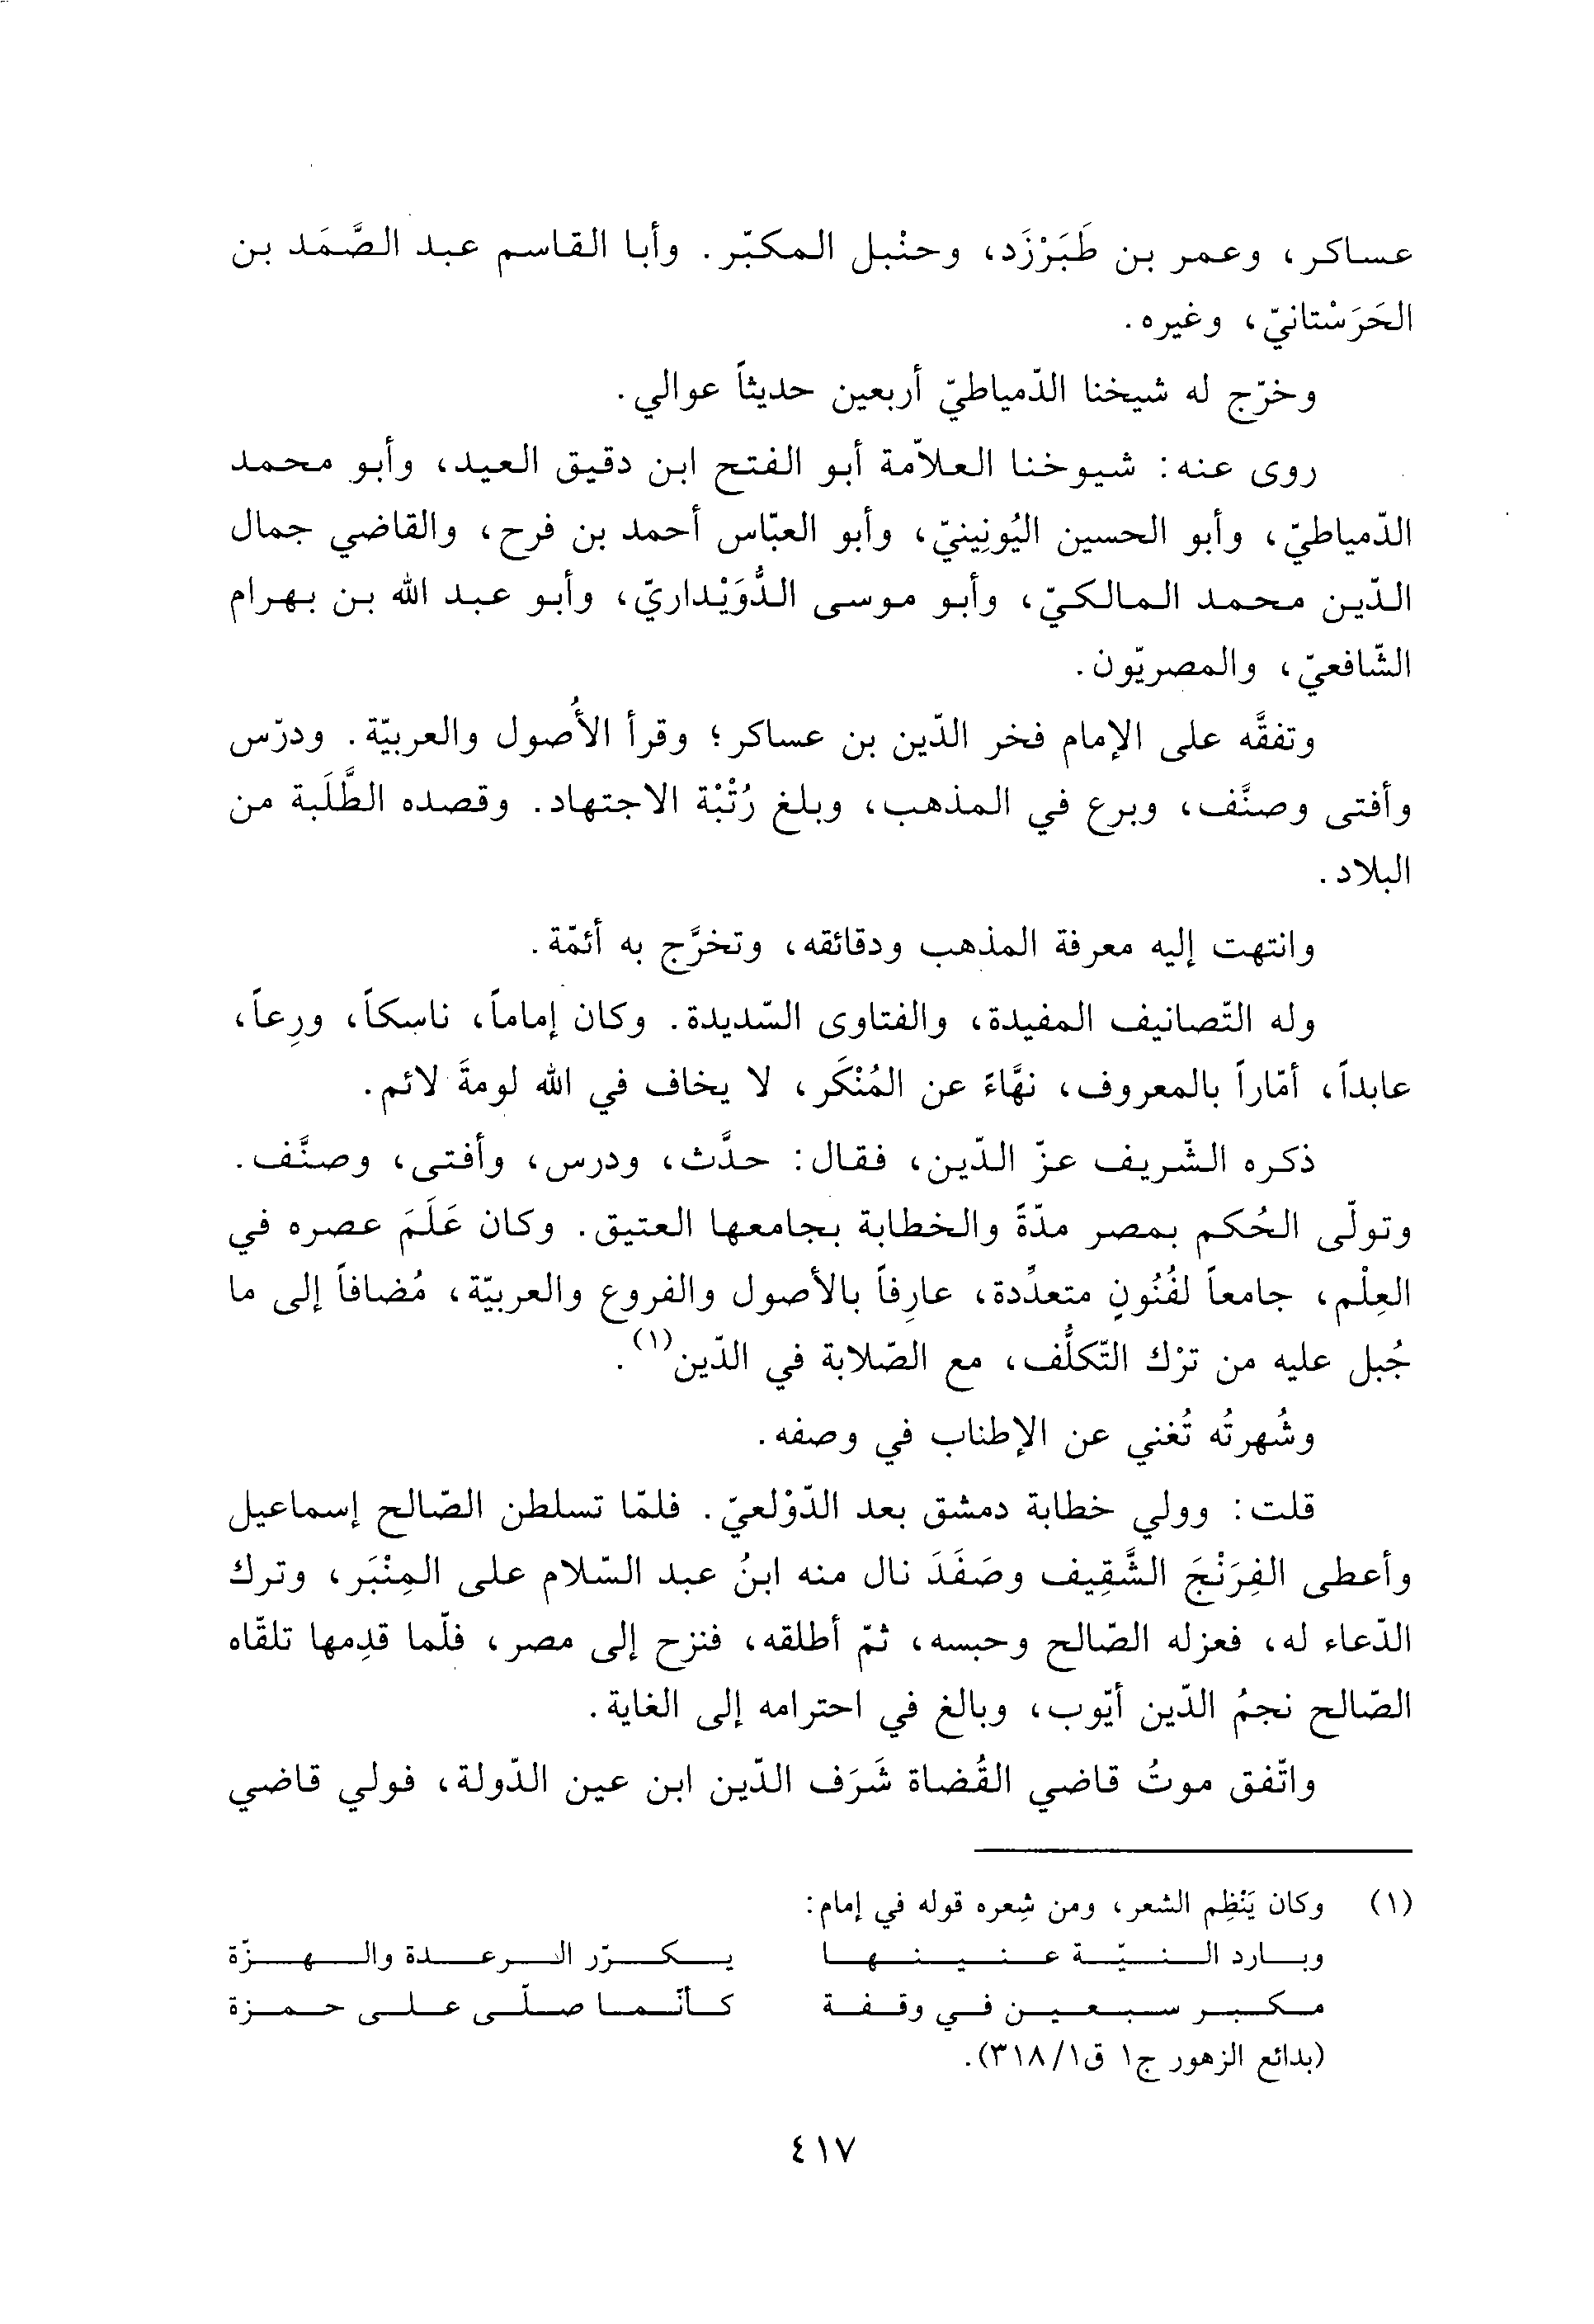 عساكر، وعمر بن طَبَرْزَد، وحنْبل المكبّر. وأبا القاسم عبد الصَّمَد بن
الحَرَسْتانيّ، وغيره.
وخرّج له شيخنا الدّمياطيّ أربعين حديثاً عوالي.
روى عنه: شيوخنا العلاّمة أبو الفتح ابن دقيق العيد، وأبو محمد
الدّمياطيّ، وأبو الحسين اليُونِينيّ، وأبو العبّاس أحمد بن فرح، والقاضي جمال
الدّين محمد المالكيّ، وأبو موسى الدُّوَيْداريّ، وأبو عبد الله بن بهرام
الشّافعيّ، والمصريّون.
وتفقَّه على الإمام فخر الدّين بن عساكر؛ وقرأ الأُصول والعربيّة. ودرّس
وأفتى وصنَّف، وبرع في المذهب، وبلغ رُتْبْة الاجتهاد. وقصده الطَّلَبة من
البلاد.
وانتهت إليه معرفة المذهب ودقائقه، وتخرَّج به أئمّة.
وله التّصانيف المفيدة، والفتاوى السّديدة. وكان إماماً، ناسِكاً، ورِعاً،
عابداً، أمّاراً بالمعروف، نهَّاءً عن المُنْكَر، لا يخاف في الله لومةَ لائم.
ذكره الشّريف عزّ الدّين، فقال: حدَّث، ودرس، وأفتى، وصنَّف.
وتولّى الحُكم بمصر مدّةً والخطابة بجامعها العتيق. وكان عَلَمَ عصره في
العِلْم، جامعاً لفُنُونٍ متعدِّدة، عارِفاً بالأصول والفروع والعربيّة، مُضافاً إلى ما
جُبل عليه من ترْك التّكلُّف، مع الصّلابة في الدّين(١).
وشُهرتُه تُغني عن الإطناب في وصفه.
قلت: وولي خطابة دمشق بعد الدّوْلعيّ. فلمّا تسلطن الصّالح إسماعيل
وأعطى الفِرَنْجَ الشَّقِيف وصَفَدَ نال منه ابنُ عبد السّلام على المِنْبَر، وترك
الدّعاء له، فعزله الصّالح وحبسه، ثمّ أطلقه، فنزح إلى مصر، فلّما قدِمها تلقّاه
الصّالح نجمُ الدّين أيّوب، وبالغ في احترامه إلى الغاية.
واتّفق موتُ قاضي القُضاة شَرَف الدّين ابن عين الدّولة، فولي قاضي
(١) وكان يَنْظِم الشعر، ومن شِعره قوله في إمام:
وبارد النيّة عنينها يكرّر الرعدة والهزّة
مكبر سبعين في وقفة كأنّما صلّى على حمزة
(بدائع الزهور ج١ ق٣١٨/١).
٤١٧